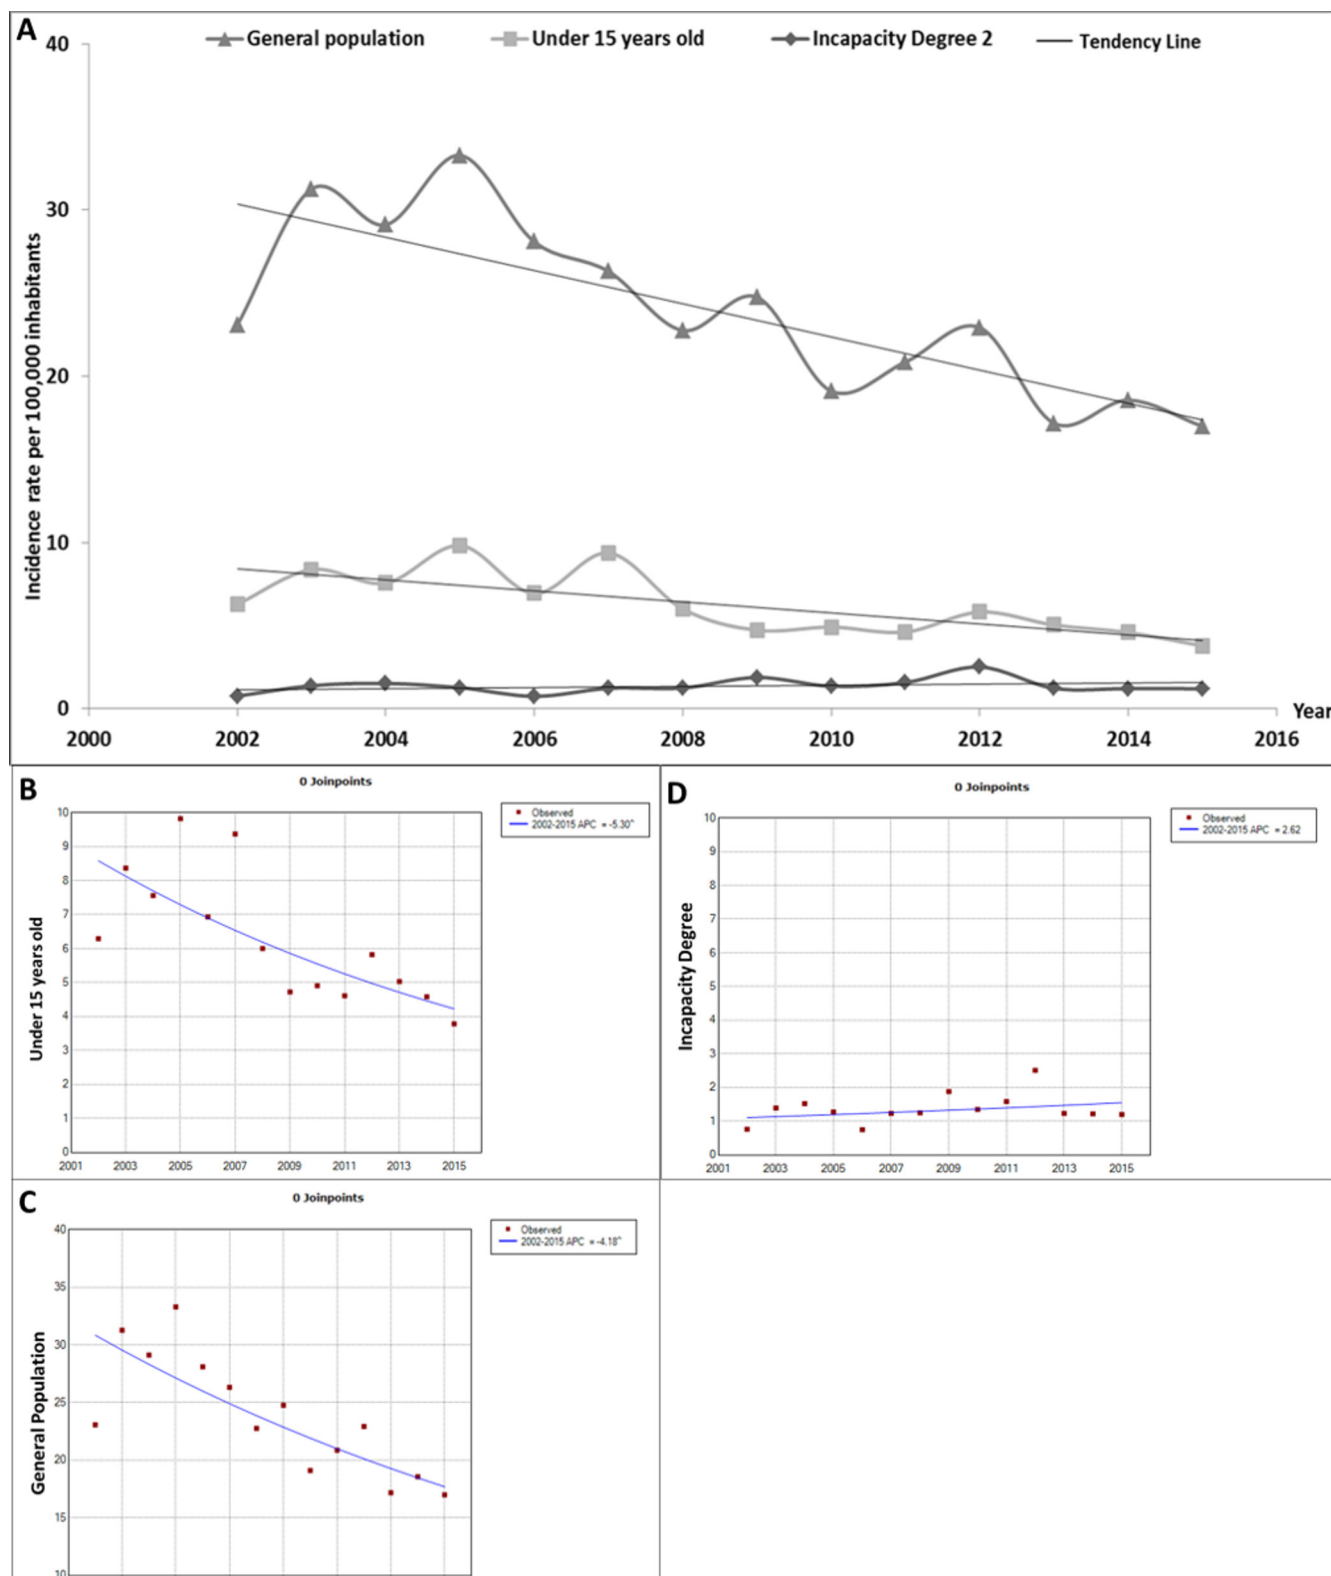 A
General population
Under 15 years old
Incapacity Degree 2
Tendency Line
Incidence rate per 100,000 inhabitants
40
30
20
10
0
2000 2002 2004 2006 2008 2010 2012 2014 2016
Year
B
0 Joinpoints
Observed
2002-2015 APC = -5.30^
Under 15 years old
10
9
8
7
6
5
4
3
2
1
0
2001 2003 2005 2007 2009 2011 2013 2015
D
0 Joinpoints
Observed
2002-2015 APC = 2.62
Incapacity Degree
10
9
8
7
6
5
4
3
2
1
0
2001 2003 2005 2007 2009 2011 2013 2015
C
0 Joinpoints
Observed
2002-2015 APC = -4.18^
General Population
40
35
30
25
20
15
10